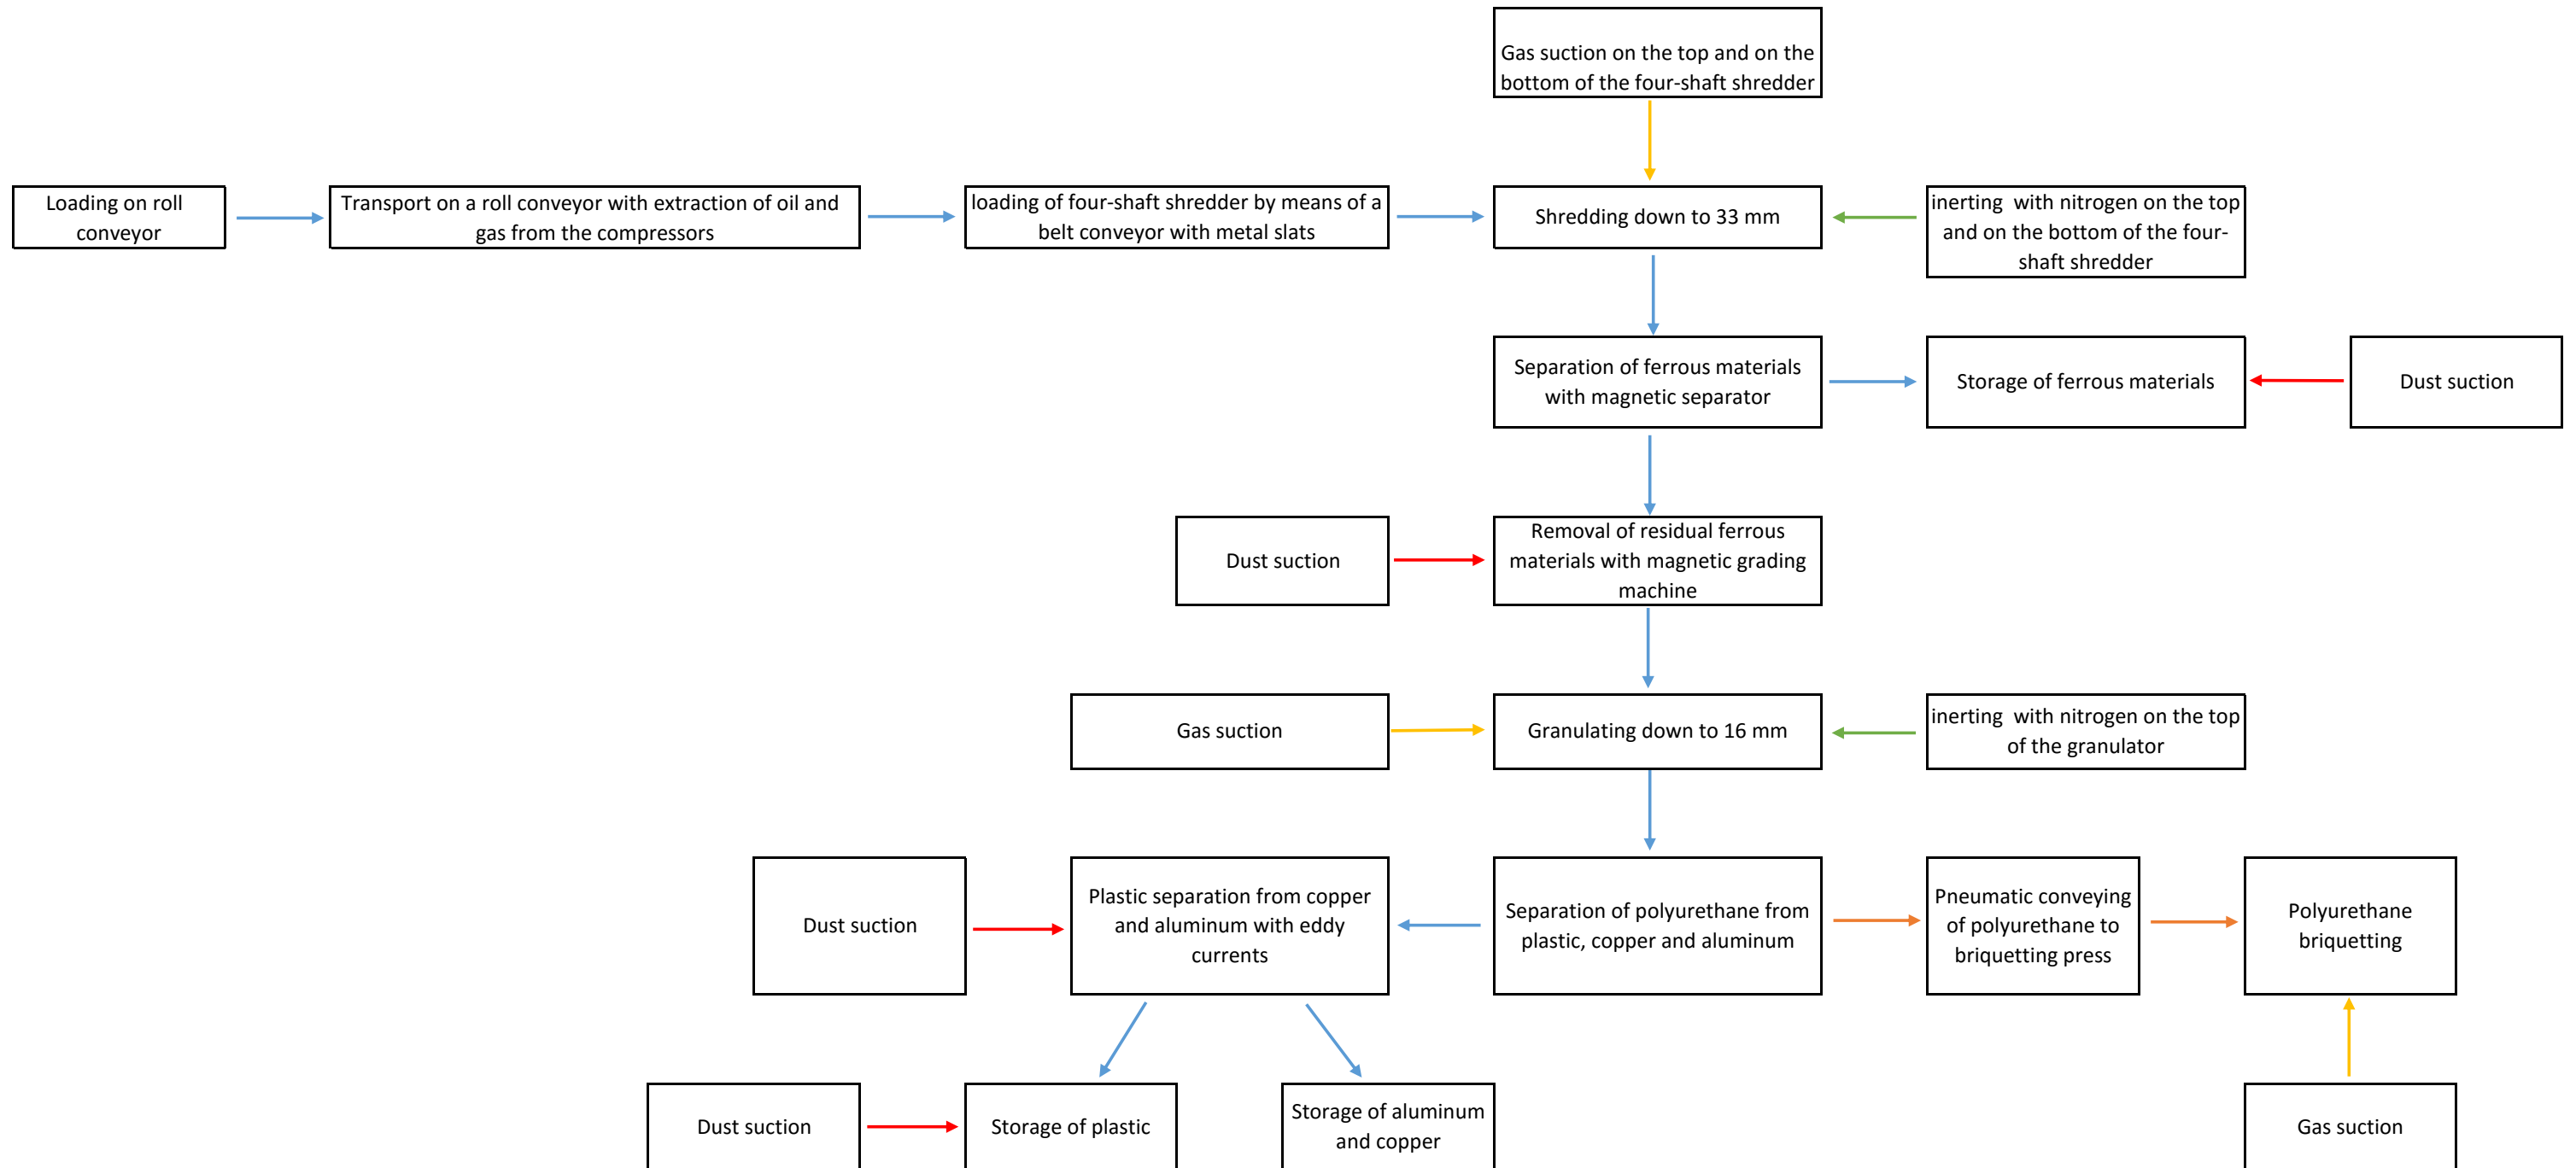 Gas suction on the top and on the
bottom of the four-shaft shredder
Loading on roll
conveyor
Transport on a roll conveyor with extraction of oil and
gas from the compressors
loading of four-shaft shredder by means of a
belt conveyor with metal slats
Shredding down to 33 mm
inerting  with nitrogen on the top
and on the bottom of the four-
shaft shredder
Separation of ferrous materials
with magnetic separator
Storage of ferrous materials
Dust suction
Dust suction
Removal of residual ferrous
materials with magnetic grading
machine
Gas suction
Granulating down to 16 mm
inerting  with nitrogen on the top
of the granulator
Dust suction
Plastic separation from copper
and aluminum with eddy
currents
Separation of polyurethane from
plastic, copper and aluminum
Pneumatic conveying
of polyurethane to
briquetting press
Polyurethane
briquetting
Dust suction
Storage of plastic
Storage of aluminum
and copper
Gas suction